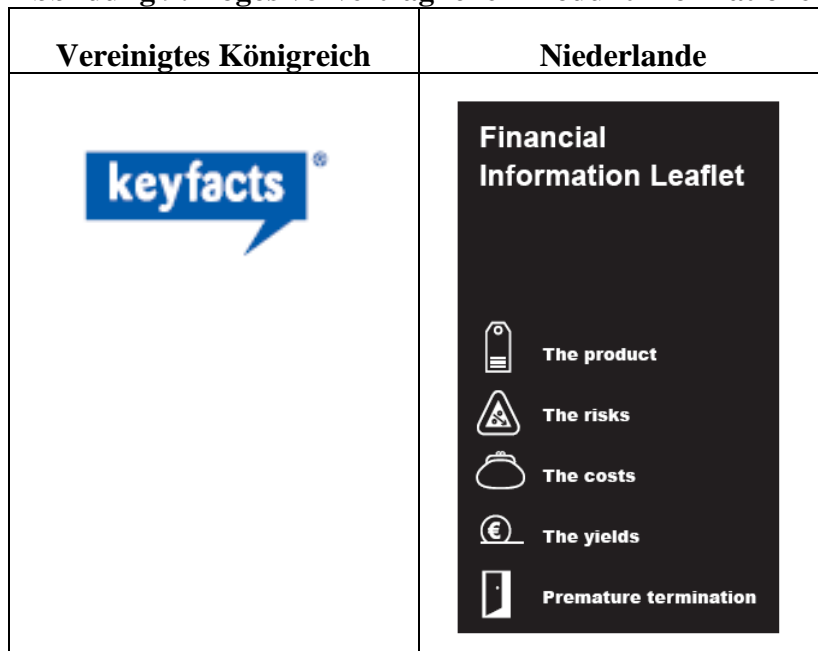 Vereinigtes Königreich
Niederlande
keyfacts
Financial
Information Leaflet
The product
The risks
The costs
The yields
Premature termination